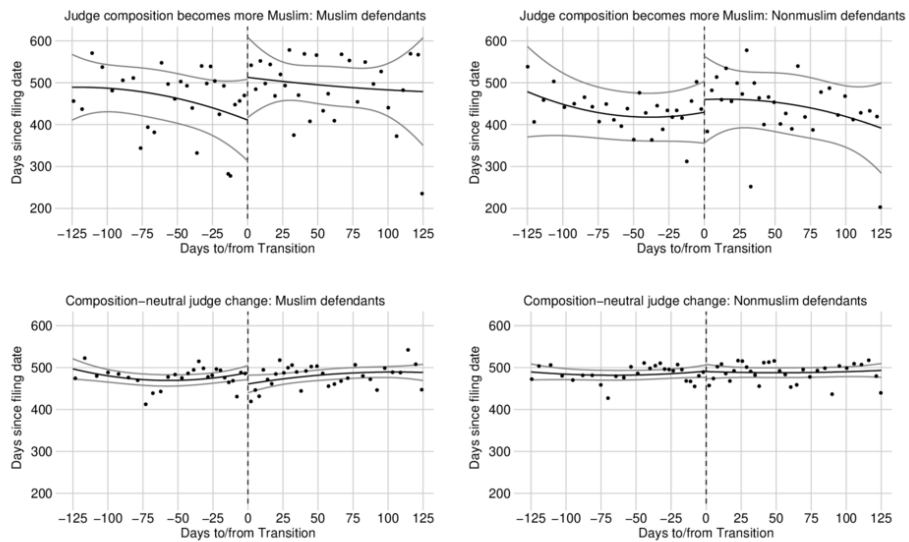 Judge composition becomes more Muslim: Muslim defendants
600
500
400
300
200
Days since filing date
−125 −100 −75 −50 −25 0 25 50 75 100 125
Days to/from Transition
Judge composition becomes more Muslim: Nonmuslim defendants
600
500
400
300
200
Days since filing date
−125 −100 −75 −50 −25 0 25 50 75 100 125
Days to/from Transition
Composition−neutral judge change: Muslim defendants
600
500
400
300
200
Days since filing date
−125 −100 −75 −50 −25 0 25 50 75 100 125
Days to/from Transition
Composition−neutral judge change: Nonmuslim defendants
600
500
400
300
200
Days since filing date
−125 −100 −75 −50 −25 0 25 50 75 100 125
Days to/from Transition